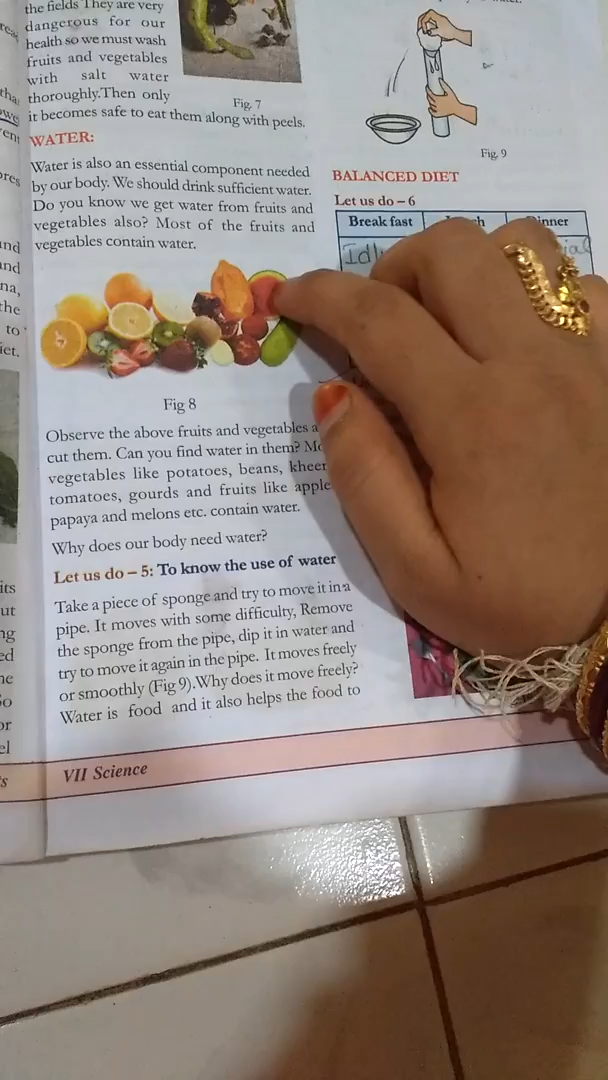 the fields They are very
dangerous for our
health so we must wash
fruits and vegetables
with salt water
thoroughly.Then only
it becomes safe to eat them along with peels.
Fig. 7
WATER:
Water is also an essential component needed
by our body. We should drink sufficient water.
Do you know we get water from fruits and
vegetables also? Most of the fruits and
vegetables contain water.
Fig 8
Observe the above fruits and vegetables
cut them. Can you find water in them?
vegetables like potatoes, beans, kheer
tomatoes, gourds and fruits like apple
papaya and melons etc. contain water.
Why does our body need water?
Let us do – 5: To know the use of water
Take a piece of sponge and try to move it in a
pipe. It moves with some difficulty, Remove
the sponge from the pipe, dip it in water and
try to move it again in the pipe. It moves freely
or smoothly (Fig 9).Why does it move freely?
Water is food and it also helps the food to
VII Science
Fig. 9
BALANCED DIET
Let us do – 6
Break fast Dinner